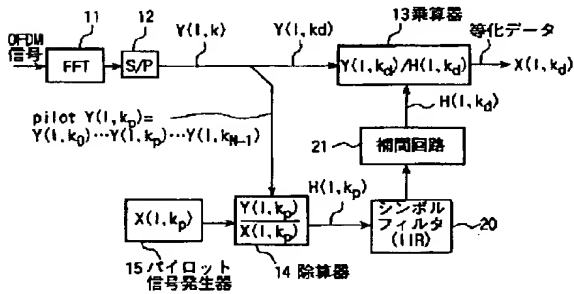 OFDM
信号
11
FFT
12
S/P
Y(l,k)
Y(l,kd)
13乗算器
Y(l,kd)/H(l,kd)
等化データ
X(l,kd)
pilot Y(l,kp)=
Y(l,k0)…Y(l,kp)…Y(l,kN-1)
H(l,kd)
21
補間回路
X(l,kp)
Y(l,kp)
X(l,kp)
H(l,kp)
シンボル
フィルタ
(IIR)
20
15パイロット
信号発生器
14 除算器